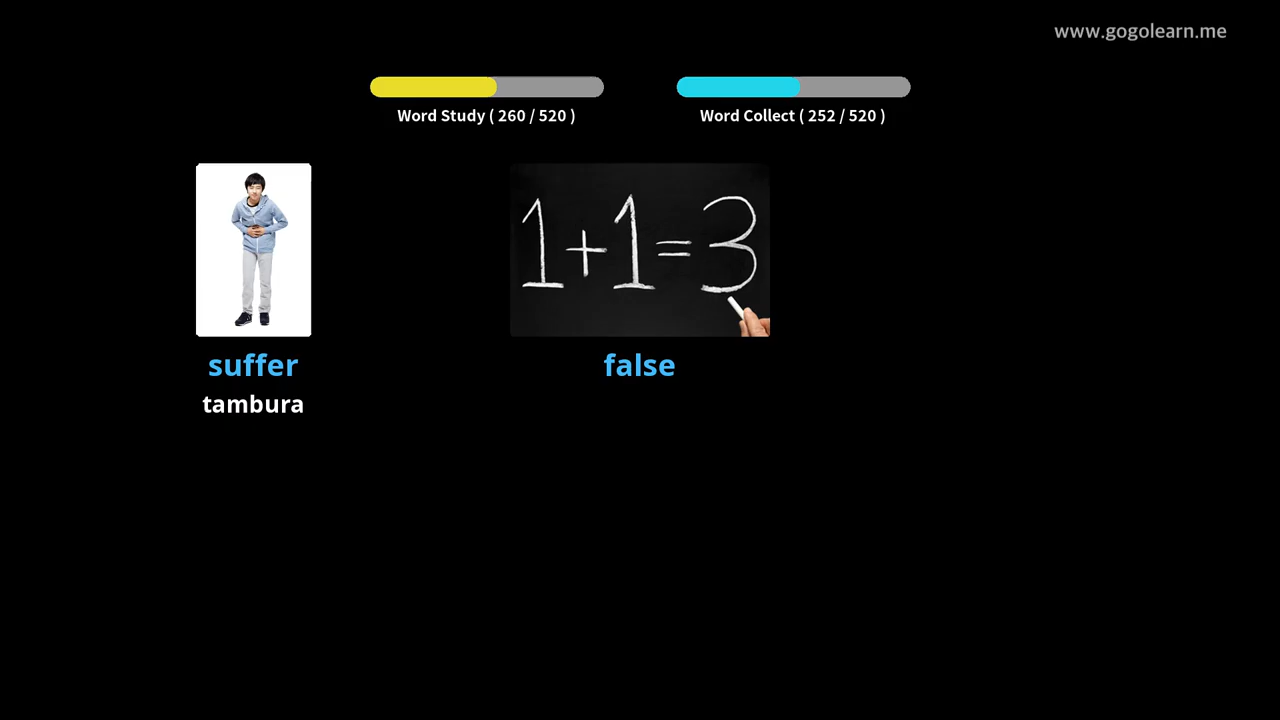 www.gogolearn.me
Word Study ( 260 / 520 )
Word Collect ( 252 / 520 )
1+1=3
suffer
false
tambura